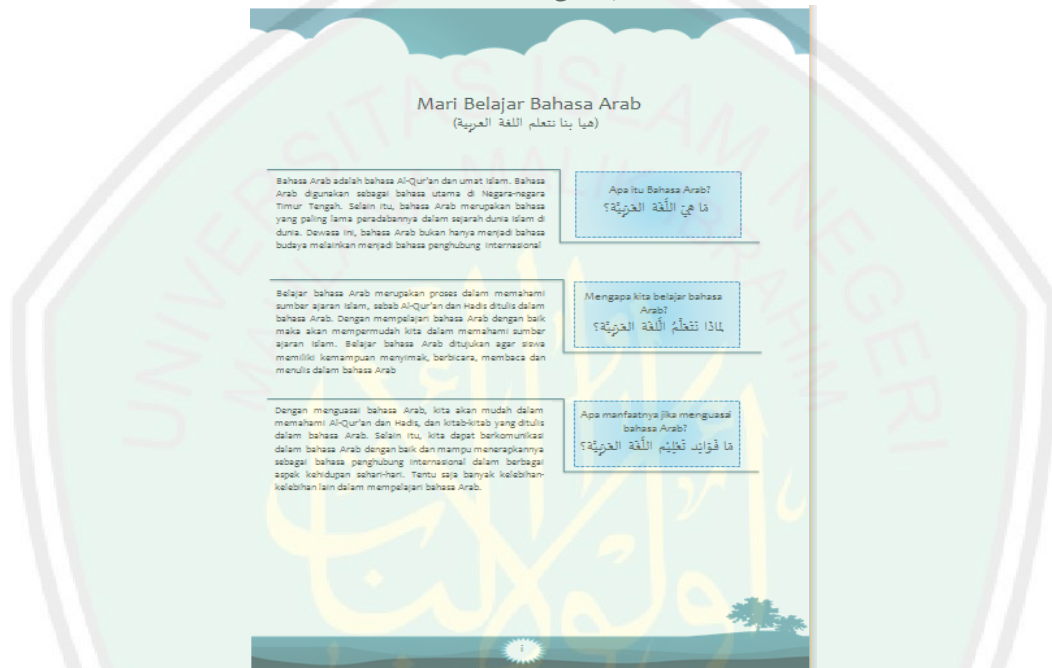 Mari Belajar Bahasa Arab
(هيا بنا نتعلم اللغة العربية)
Bahasa Arab adalah bahasa Al-Qur'an dan umat Islam. Bahasa
Arab digunakan sebagai bahasa utama di Negara-negara
Timur Tengah. Selain itu, bahasa Arab merupakan bahasa
yang paling lama peradabannya dalam sejarah dunia Islam di
dunia. Dewasa ini, bahasa Arab bukan hanya menjadi bahasa
budaya melainkan menjadi bahasa penghubung internasional
Apa itu Bahasa Arab?
مَا هِيَ اللُّغَة العَرَبِيَّة؟
Belajar bahasa Arab merupakan proses dalam memahami
sumber ajaran Islam, sebab Al-Qur'an dan Hadis ditulis dalam
bahasa Arab. Dengan mempelajari bahasa Arab dengan baik
maka akan mempermudah kita dalam memahami sumber
ajaran Islam. Belajar bahasa Arab ditujukan agar siswa
memiliki kemampuan menyimak, berbicara, membaca dan
menulis dalam bahasa Arab
Mengapa kita belajar bahasa
Arab?
لِمَاذَا نَتَعَلَّمُ اللُّغَة العَرَبِيَّة؟
Dengan menguasai bahasa Arab, kita akan mudah dalam
memahami Al-Qur'an dan Hadis, dan kitab-kitab yang ditulis
dalam bahasa Arab. Selain itu, kita dapat berkomunikasi
dalam bahasa Arab dengan baik dan mampu menerapkannya
sebagai bahasa penghubung internasional dalam berbagai
aspek kehidupan sehari-hari. Tentu saja banyak kelebihan-
kelebihan lain dalam mempelajari bahasa Arab.
Apa manfaatnya jika menguasai
bahasa Arab?
مَا فَوَائِد تَعْلِيْم اللُّغَة العَرَبِيَّة؟
i
UNIVERSITAS ISLAM NEGERI
MAULANA MALIK IBRAHIM